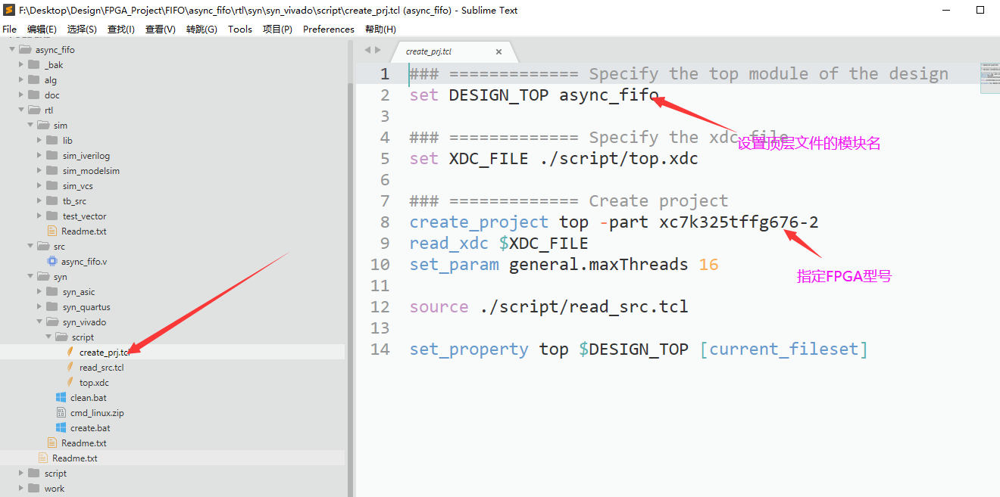 F:\Desktop\Design\FPGA_Project\FIFO\async_fifo\rtl\syn\syn_vivado\script\create_prj.tcl (async_fifo) - Sublime Text
File 编辑(E) 选择(S) 查找(I) 查看(V) 转跳(G) Tools 项目(P) Preferences 帮助(H)
async_fifo
_bak
alg
doc
rtl
sim
lib
sim_iverilog
sim_modelsim
sim_vcs
tb_src
test_vector
Readme.txt
src
async_fifo.v
syn
syn_asic
syn_quartus
syn_vivado
script
create_prj.tcl
read_src.tcl
top.xdc
clean.bat
cmd_linux.zip
create.bat
Readme.txt
Readme.txt
script
work
create_prj.tcl
1 ### ============= Specify the top module of the design
2 set DESIGN_TOP async_fifo
3
设置顶层文件的模块名
4 ### ============= Specify the xdc file
5 set XDC_FILE ./script/top.xdc
6
7 ### ============= Create project
8 create_project top -part xc7k325tffg676-2
9 read_xdc $XDC_FILE
10 set_param general.maxThreads 16
指定FPGA型号
11
12 source ./script/read_src.tcl
13
14 set_property top $DESIGN_TOP [current_fileset]